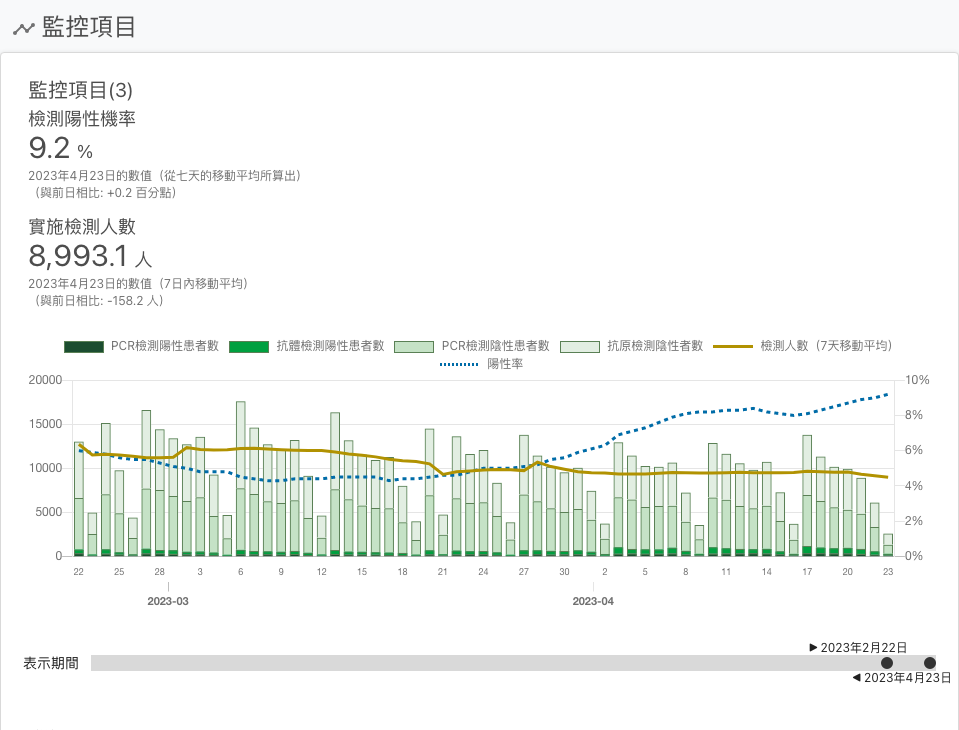 監控項目
監控項目(3)
檢測陽性機率
9.2 %
2023年4月23日的數值（從七天的移動平均所算出）
（與前日相比: +0.2 百分點）
實施檢測人數
8,993.1 人
2023年4月23日的數值（7日內移動平均）
（與前日相比: -158.2 人）
PCR檢測陽性患者數 抗體檢測陽性患者數 PCR檢測陰性患者數 抗原檢測陰性者數 檢測人數（7天移動平均）
陽性率
20000 10%
8%
15000
6%
10000
4%
5000
2%
0 0%
22 25 28 3 6 9 12 15 18 21 24 27 30 2 5 8 11 14 17 20 23
2023-03 2023-04
▶ 2023年2月22日
表示期間
◀ 2023年4月23日